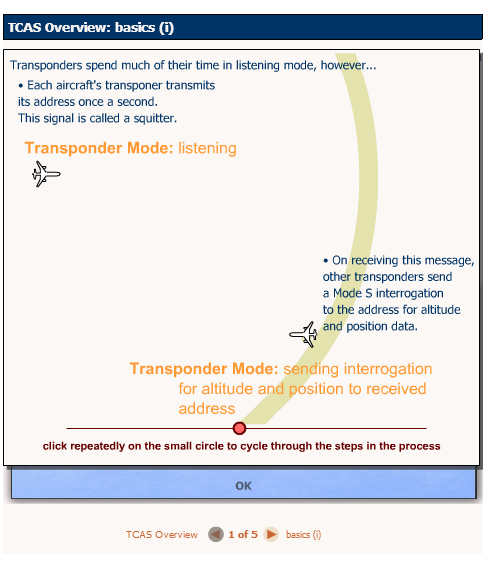 TCAS Overview: basics (i)
Transponders spend much of their time in listening mode, however...
• Each aircraft's transponer transmits
its address once a second.
This signal is called a squitter.
Transponder Mode: listening
• On receiving this message,
other transponders send
a Mode S interrogation
to the address for altitude
and position data.
Transponder Mode: sending interrogation
for altitude and position to received
address
click repeatedly on the small circle to cycle through the steps in the process
OK
TCAS Overview 1 of 5 basics (i)